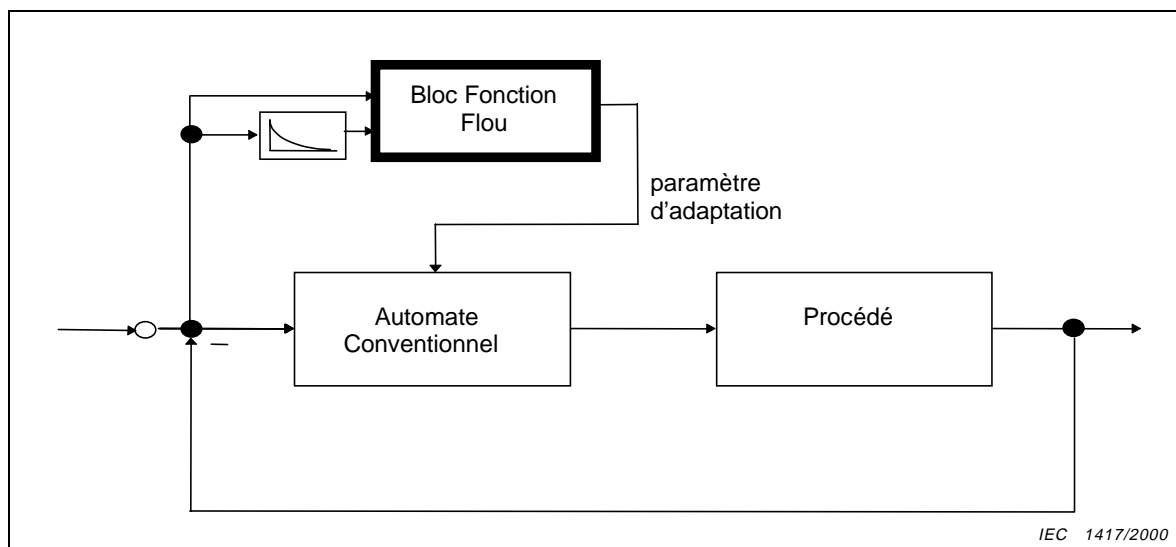 Bloc Fonction
Flou
paramètre
d'adaptation
Automate
Conventionnel
Procédé
–
IEC 1417/2000